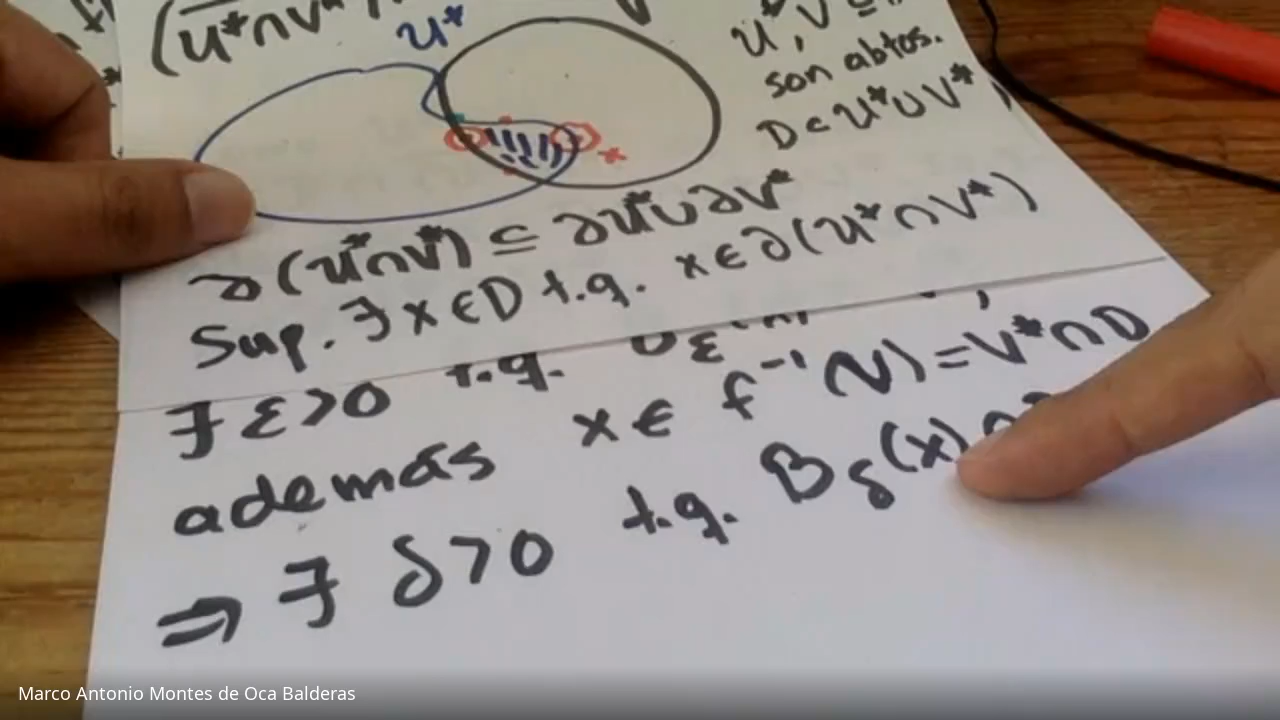 (U*∩V*)
U*
V
U*, V ⊆
son abtos.
D ⊂ U*∪V*
x
∂(U*∩V*) ⊆ ∂U*∪∂V*
Sup. ∃ x ∈ D t.q. x ∈ ∂(U*∩V*)
∃ ε>0 t.q.
además x ∈ f⁻¹(V) = V*∩D
⇒ ∃ δ>0 t.q. B_δ(x) ∩
Marco Antonio Montes de Oca Balderas